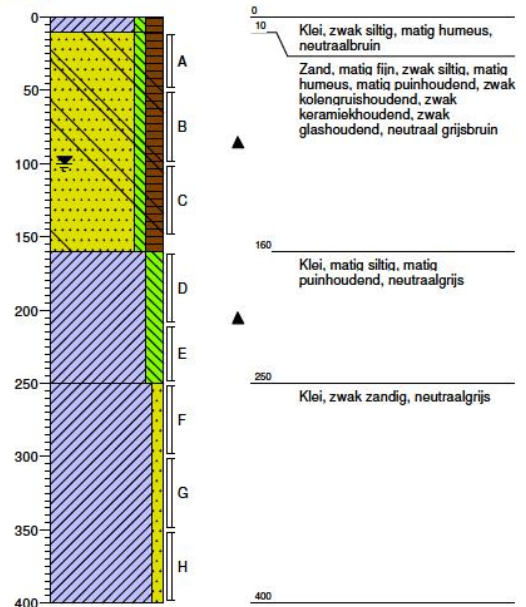 0
50
100
150
200
250
300
350
400
A
B
C
D
E
F
G
H
0
Klei, zwak siltig, matig humeus,
neutraalbruin
10
Zand, matig fijn, zwak siltig, matig
humeus, matig puinhoudend, zwak
kolengruishoudend, zwak
keramiekhoudend, zwak
glashoudend, neutraal grijsbruin
160
Klei, matig siltig, matig
puinhoudend, neutraalgrijs
250
Klei, zwak zandig, neutraalgrijs
400